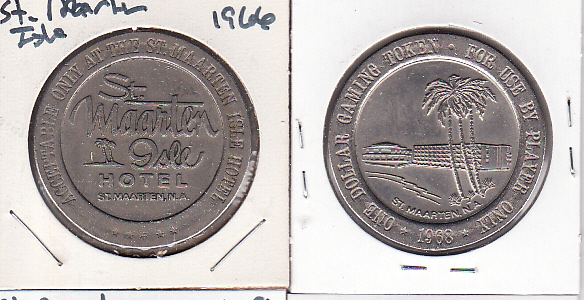 St. Maarten
Isle
1966
ACCEPTABLE ONLY AT THE ST. MAARTEN ISLE HOTEL
St.
Maarten
Isle
HOTEL
ST. MAARTEN, N.A.
ONE DOLLAR GAMING TOKEN · FOR USE BY PLAYER ONLY
ST. MAARTEN, N.A.
★ 1968 ★